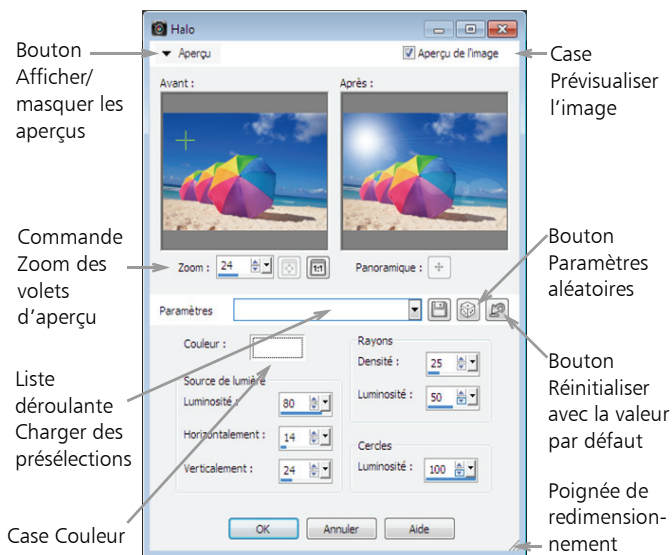 Halo
Aperçu
Aperçu de l'image
Avant :
Après :
Zoom : 24
1:1
Panoramique :
Paramètres
Couleur :
Source de lumière
Luminosité : 80
Horizontalement : 14
Verticalement : 24
Rayons
Densité : 25
Luminosité : 50
Cercles
Luminosité : 100
OK
Annuler
Aide
Bouton
Afficher/
masquer les
aperçus
Commande
Zoom des
volets
d'aperçu
Liste
déroulante
Charger des
présélections
Case Couleur
Case
Prévisualiser
l'image
Bouton
Paramètres
aléatoires
Bouton
Réinitialiser
avec la valeur
par défaut
Poignée de
redimension-
nement